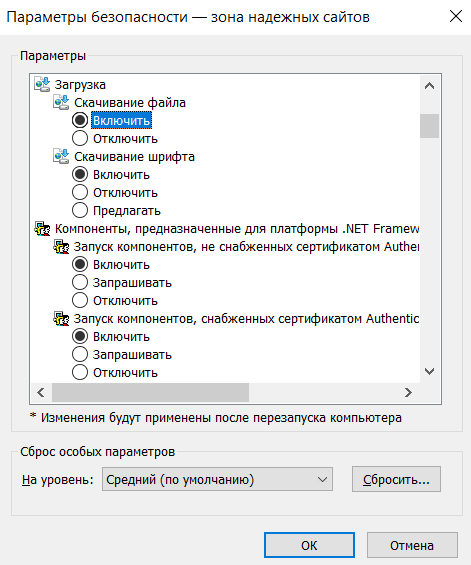 Параметры безопасности — зона надежных сайтов
Параметры
Загрузка
Скачивание файла
Включить
Отключить
Скачивание шрифта
Включить
Отключить
Предлагать
Компоненты, предназначенные для платформы .NET Framew
Запуск компонентов, не снабженных сертификатом Authen
Включить
Запрашивать
Отключить
Запуск компонентов, снабженных сертификатом Authentic
Включить
Запрашивать
Отключить
* Изменения будут применены после перезапуска компьютера
Сброс особых параметров
На уровень: Средний (по умолчанию) Сбросить...
ОК Отмена